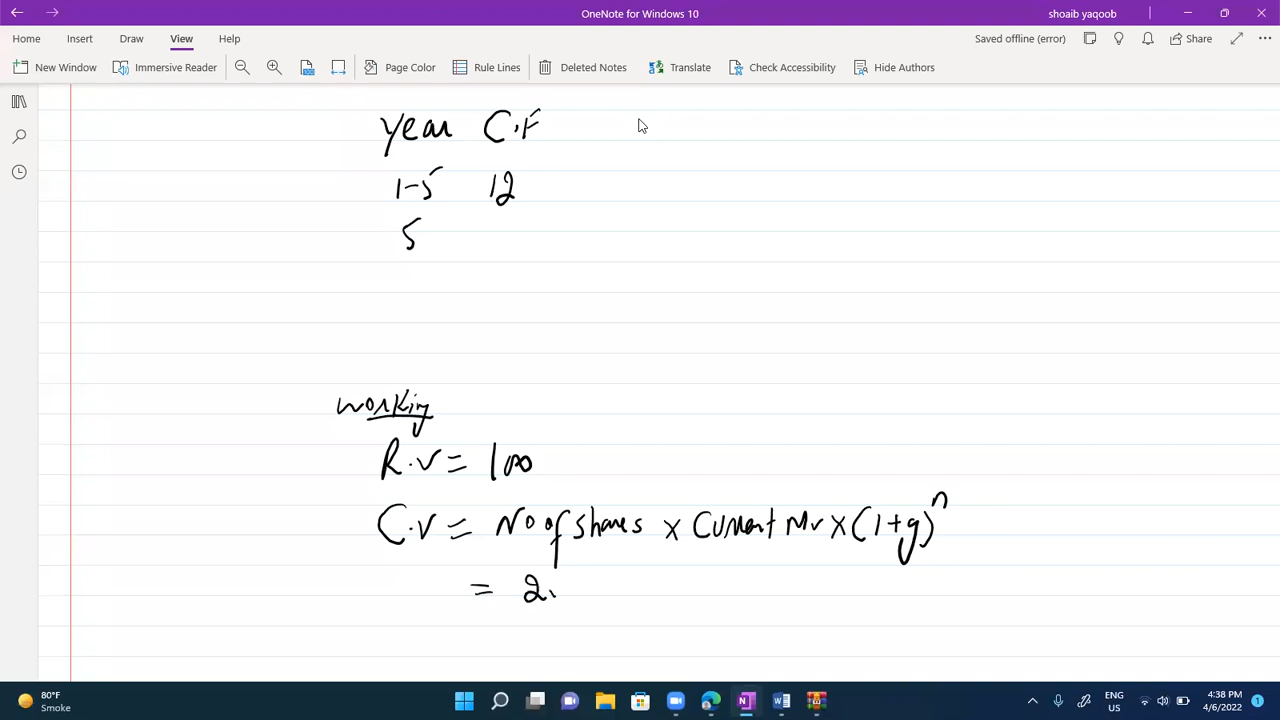 OneNote for Windows 10
shoaib yaqoob
Home Insert Draw View Help
Saved offline (error) Share
New Window Immersive Reader Page Color Rule Lines Deleted Notes Translate Check Accessibility Hide Authors
year C.F
1-5 12
5
working
R.V = 100
C.V = No of shares x Current Mv x (1+g)^n
= 2.
80°F
Smoke
ENG
US
4:38 PM
4/6/2022
1